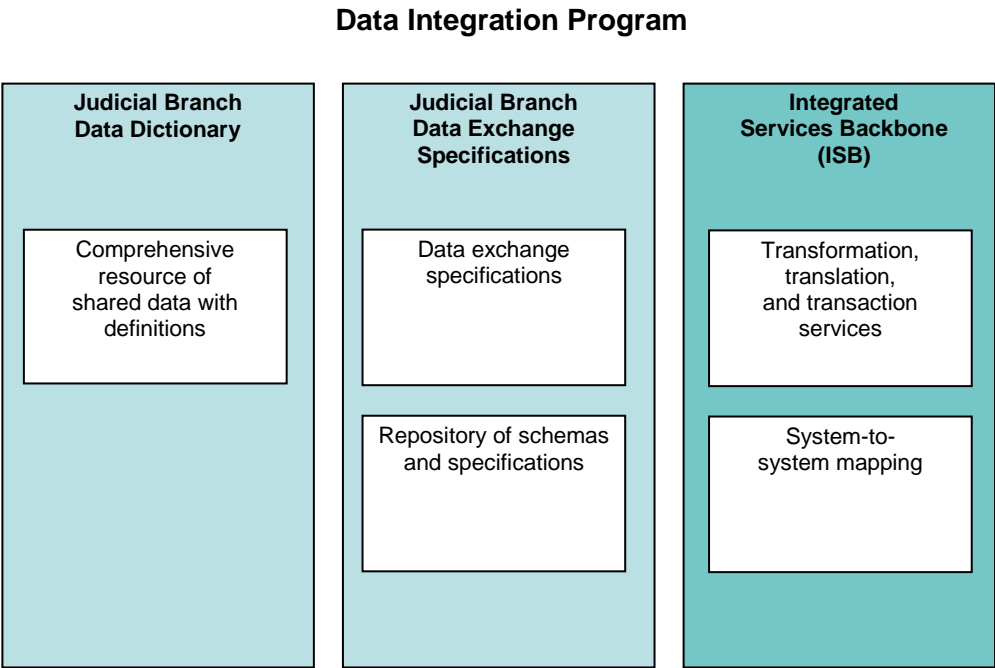 Data Integration Program
Judicial Branch
Data Dictionary
Comprehensive
resource of
shared data with
definitions
Judicial Branch
Data Exchange
Specifications
Data exchange
specifications
Repository of schemas
and specifications
Integrated
Services Backbone
(ISB)
Transformation,
translation,
and transaction
services
System-to-
system mapping